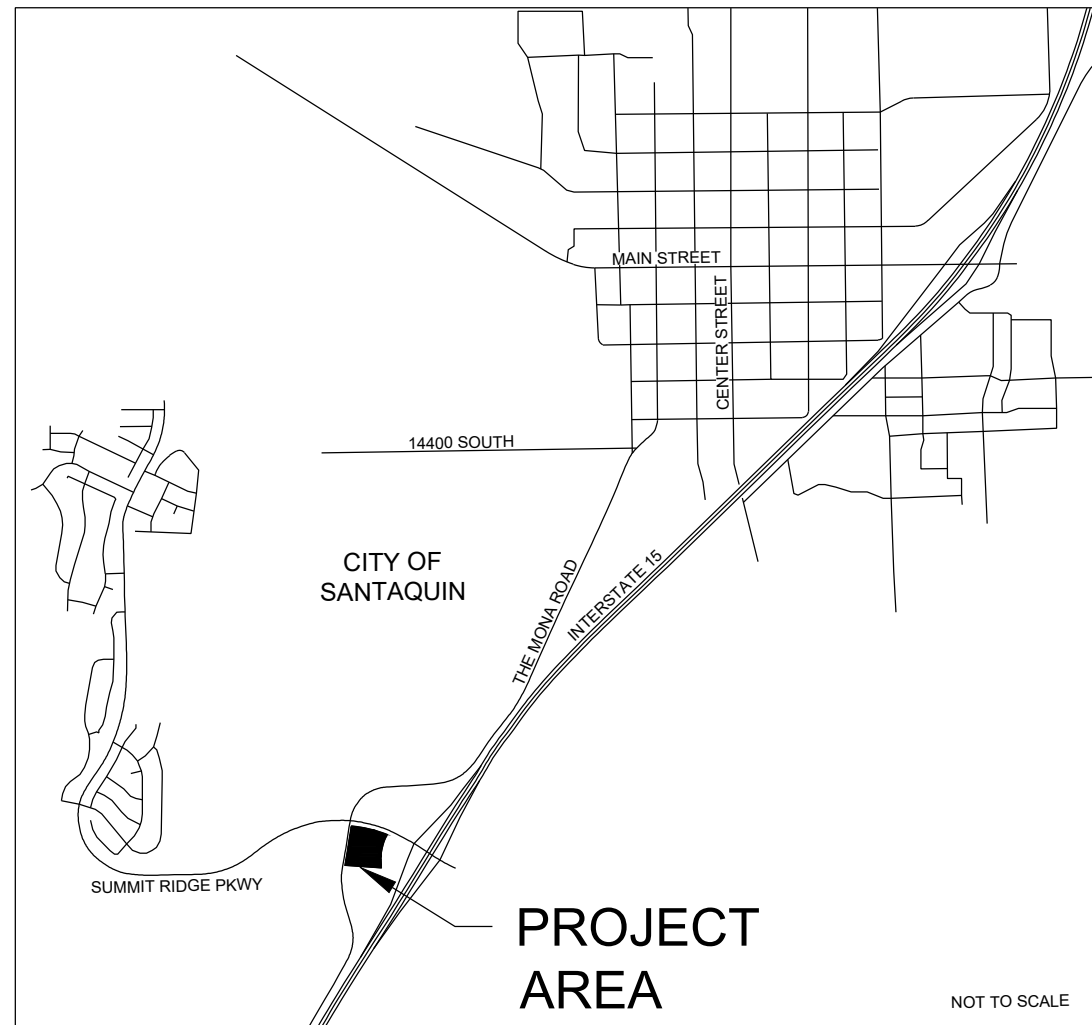 MAIN STREET
CENTER STREET
14400 SOUTH
CITY OF
SANTAQUIN
THE MONA ROAD
INTERSTATE 15
SUMMIT RIDGE PKWY
PROJECT
AREA
NOT TO SCALE